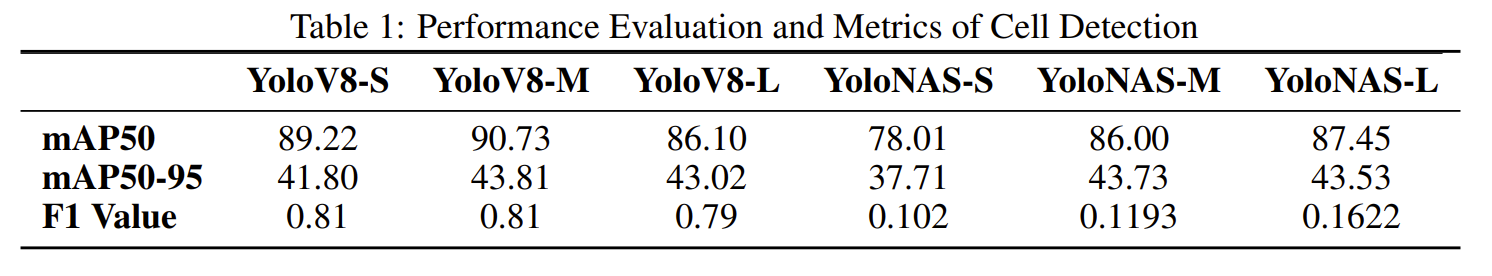 Table 1: Performance Evaluation and Metrics of Cell Detection
YoloV8-S YoloV8-M YoloV8-L YoloNAS-S YoloNAS-M YoloNAS-L
mAP50 89.22 90.73 86.10 78.01 86.00 87.45
mAP50-95 41.80 43.81 43.02 37.71 43.73 43.53
F1 Value 0.81 0.81 0.79 0.102 0.1193 0.1622